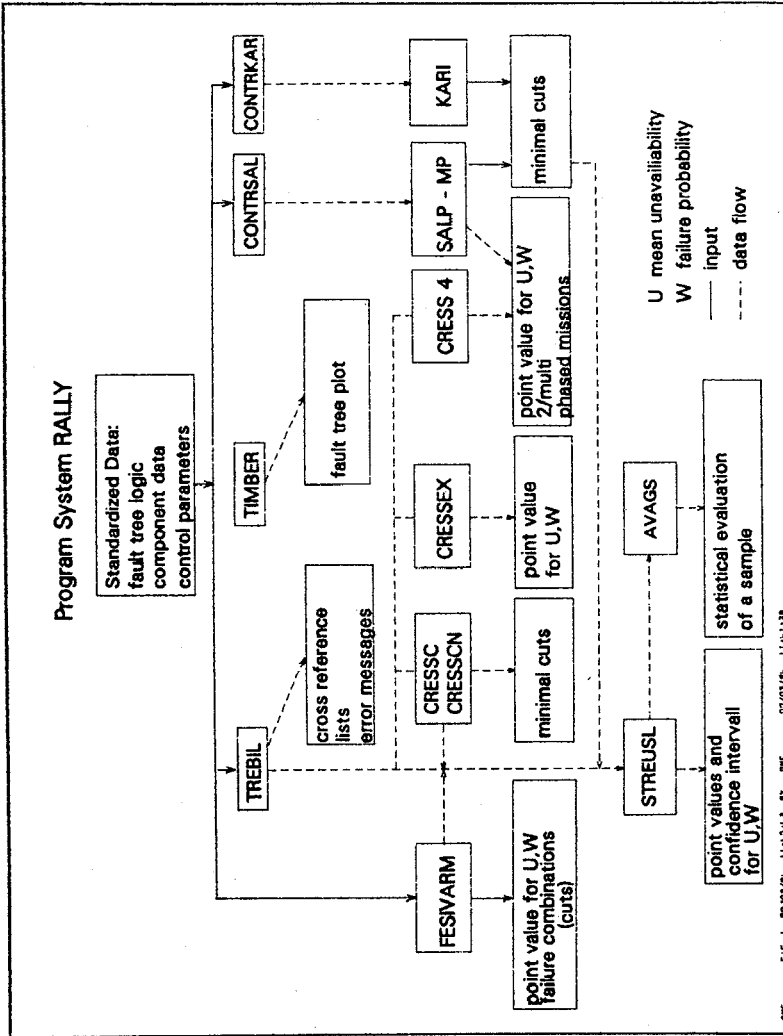 Program System RALLY
Standardized Data:
fault tree logic
component data
control parameters
TREBIL
TIMBER
CONTRSAL
CONTRKAR
cross reference
lists
error messages
fault tree plot
FESIVARM
CRESSC
CRESSCN
CRESSEX
CRESS 4
SALP - MP
KARI
point value for U,W
failure combinations
(cuts)
minimal cuts
point value
for U,W
point value for U,W
2/multi
phased missions
minimal cuts
STREUSL
AVAGS
point values and
confidence intervall
for U,W
statistical evaluation
of a sample
U mean unavailiability
W failure probability
input
data flow